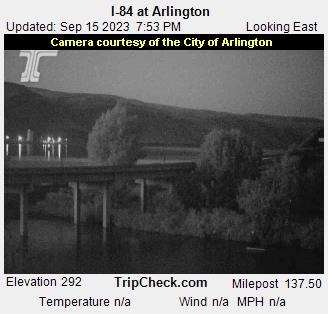 I-84 at Arlington
Updated: Sep 15 2023 7:53 PM Looking East
Camera courtesy of the City of Arlington
Elevation 292 TripCheck.com Milepost 137.50
Temperature n/a Wind n/a MPH n/a